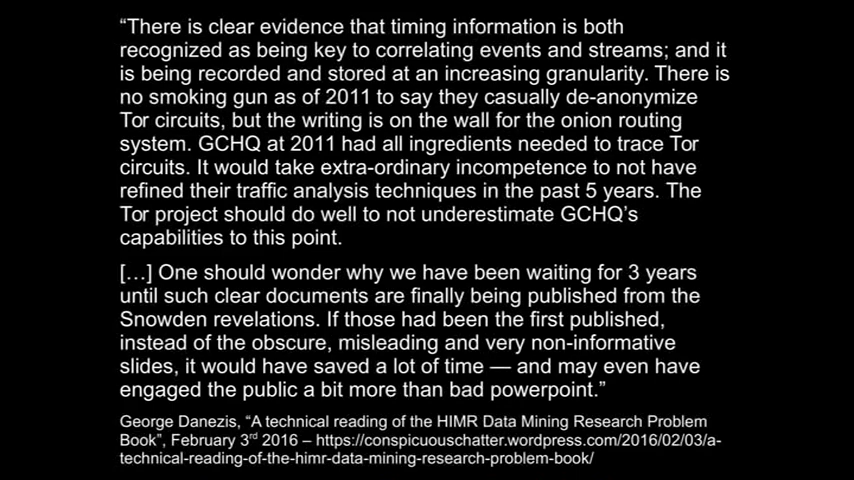 “There is clear evidence that timing information is both
recognized as being key to correlating events and streams; and it
is being recorded and stored at an increasing granularity. There is
no smoking gun as of 2011 to say they casually de-anonymize
Tor circuits, but the writing is on the wall for the onion routing
system. GCHQ at 2011 had all ingredients needed to trace Tor
circuits. It would take extra-ordinary incompetence to not have
refined their traffic analysis techniques in the past 5 years. The
Tor project should do well to not underestimate GCHQ’s
capabilities to this point.
[…] One should wonder why we have been waiting for 3 years
until such clear documents are finally being published from the
Snowden revelations. If those had been the first published,
instead of the obscure, misleading and very non-informative
slides, it would have saved a lot of time — and may even have
engaged the public a bit more than bad powerpoint.”
George Danezis, “A technical reading of the HIMR Data Mining Research Problem
Book”, February 3rd 2016 – https://conspicuouschatter.wordpress.com/2016/02/03/a-
technical-reading-of-the-himr-data-mining-research-problem-book/